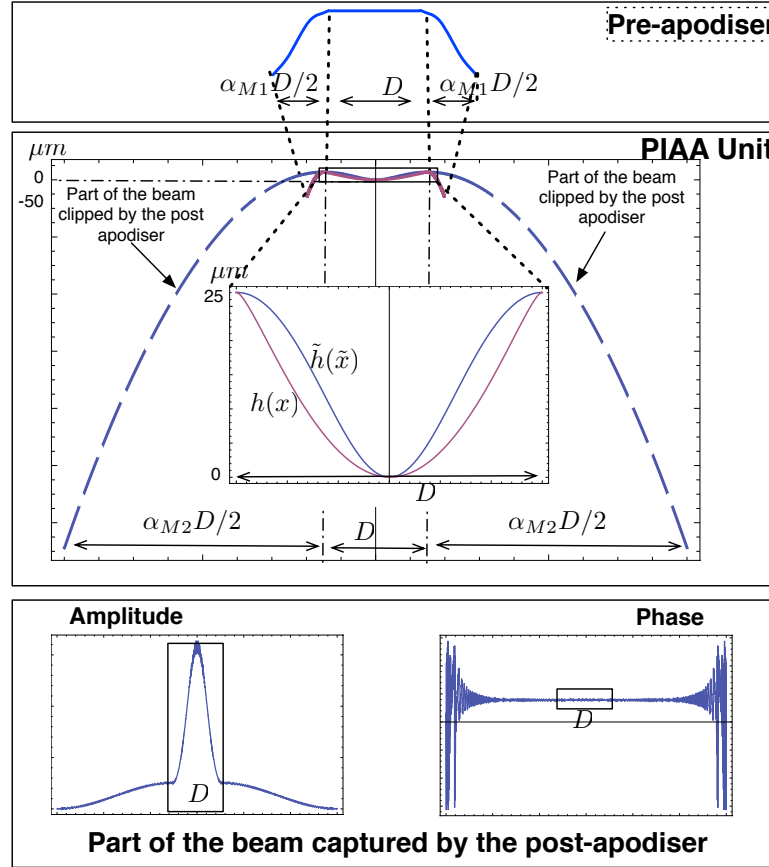 Pre-apodiser
α_{M1}D/2
D
α_{M1}D/2
PIAA Unit
μm
0
-50
Part of the beam
clipped by the post
apodiser
Part of the beam
clipped by the post
apodiser
μm
25
h̃(x̃)
h(x)
0
D
α_{M2}D/2
D
α_{M2}D/2
Amplitude
Phase
D
D
Part of the beam captured by the post-apodiser